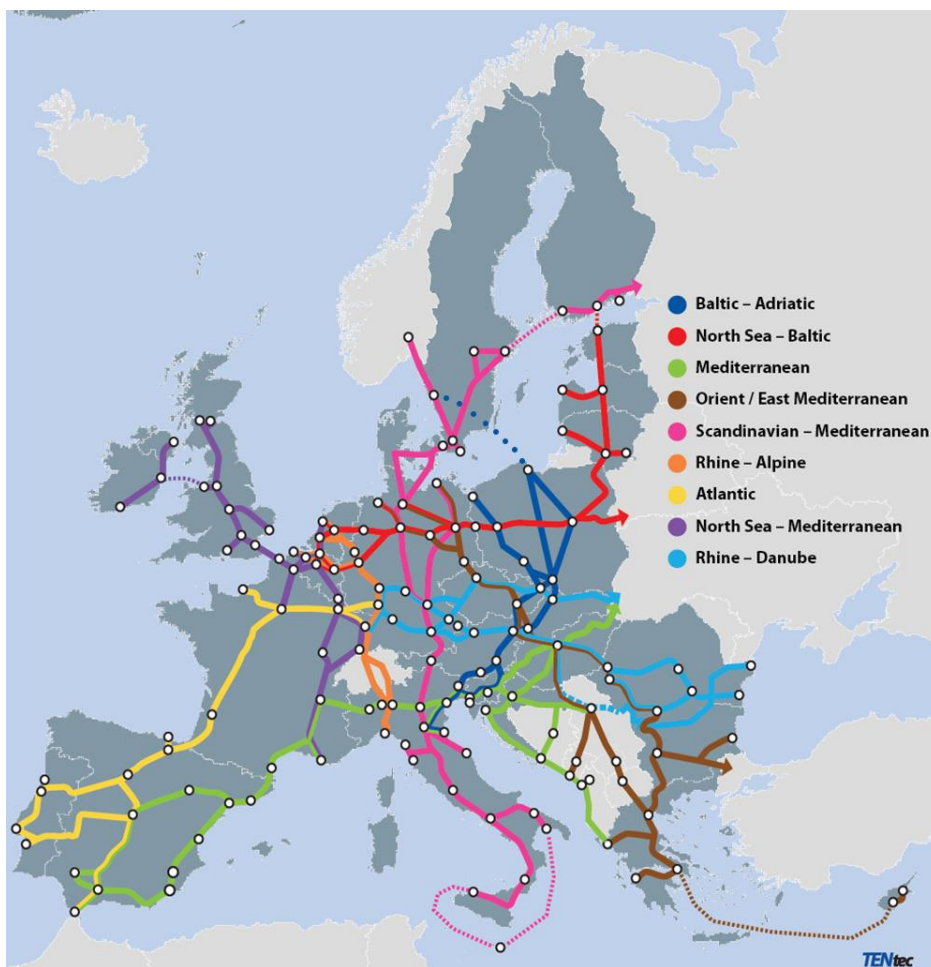 Baltic – Adriatic
North Sea – Baltic
Mediterranean
Orient / East Mediterranean
Scandinavian – Mediterranean
Rhine – Alpine
Atlantic
North Sea – Mediterranean
Rhine – Danube
TENtec